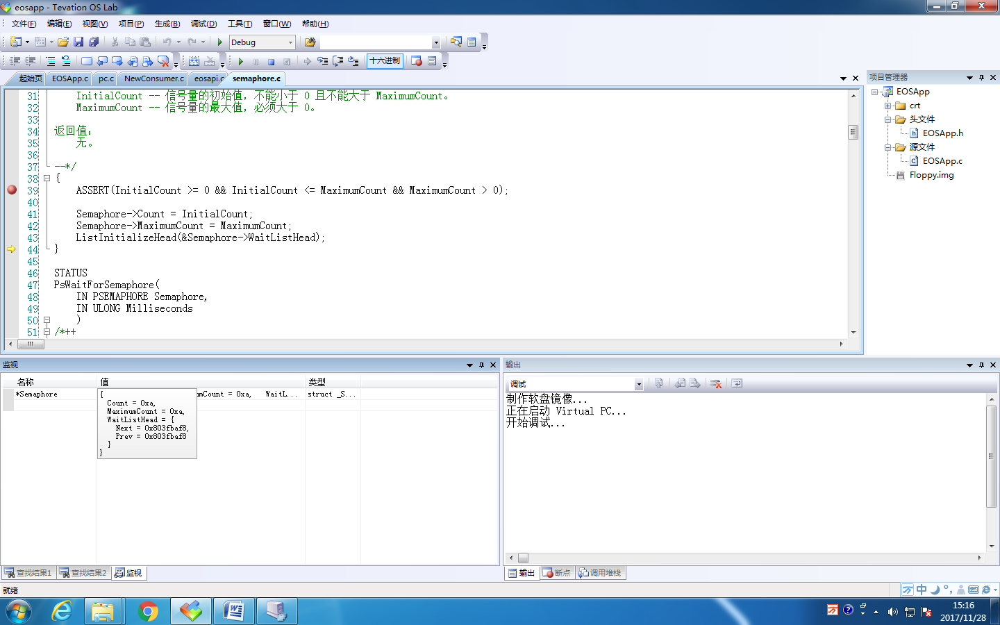 eosapp - Tevation OS Lab
文件(F) 编辑(E) 视图(V) 项目(P) 生成(B) 调试(D) 工具(T) 窗口(W) 帮助(H)
Debug
十六进制
起始页 EOSApp.c pc.c NewConsumer.c eosapi.c semaphore.c
31 InitialCount -- 信号量的初始值，不能小于 0 且不能大于 MaximumCount。
32 MaximumCount -- 信号量的最大值，必须大于 0。
33
34 返回值：
35 无。
36
37 --*/
38 {
39 ASSERT(InitialCount >= 0 && InitialCount <= MaximumCount && MaximumCount > 0);
40
41 Semaphore->Count = InitialCount;
42 Semaphore->MaximumCount = MaximumCount;
43 ListInitializeHead(&Semaphore->WaitListHead);
44 }
45
46 STATUS
47 PsWaitForSemaphore(
48 IN PSEMAPHORE Semaphore,
49 IN ULONG Milliseconds
50 )
51 /*++
项目管理器
EOSApp
crt
头文件
EOSApp.h
源文件
EOSApp.c
Floppy.img
监视
名称 值 类型
*Semaphore umCount = 0xa, WaitL... struct _S...
{
Count = 0xa,
MaximumCount = 0xa,
WaitListHead = {
Next = 0x803fbaf8,
Prev = 0x803fbaf8
}
}
查找结果1 查找结果2 监视
输出
调试
制作软盘镜像...
正在启动 Virtual PC...
开始调试...
输出 断点 调用堆栈
就绪
中
15:16
2017/11/28